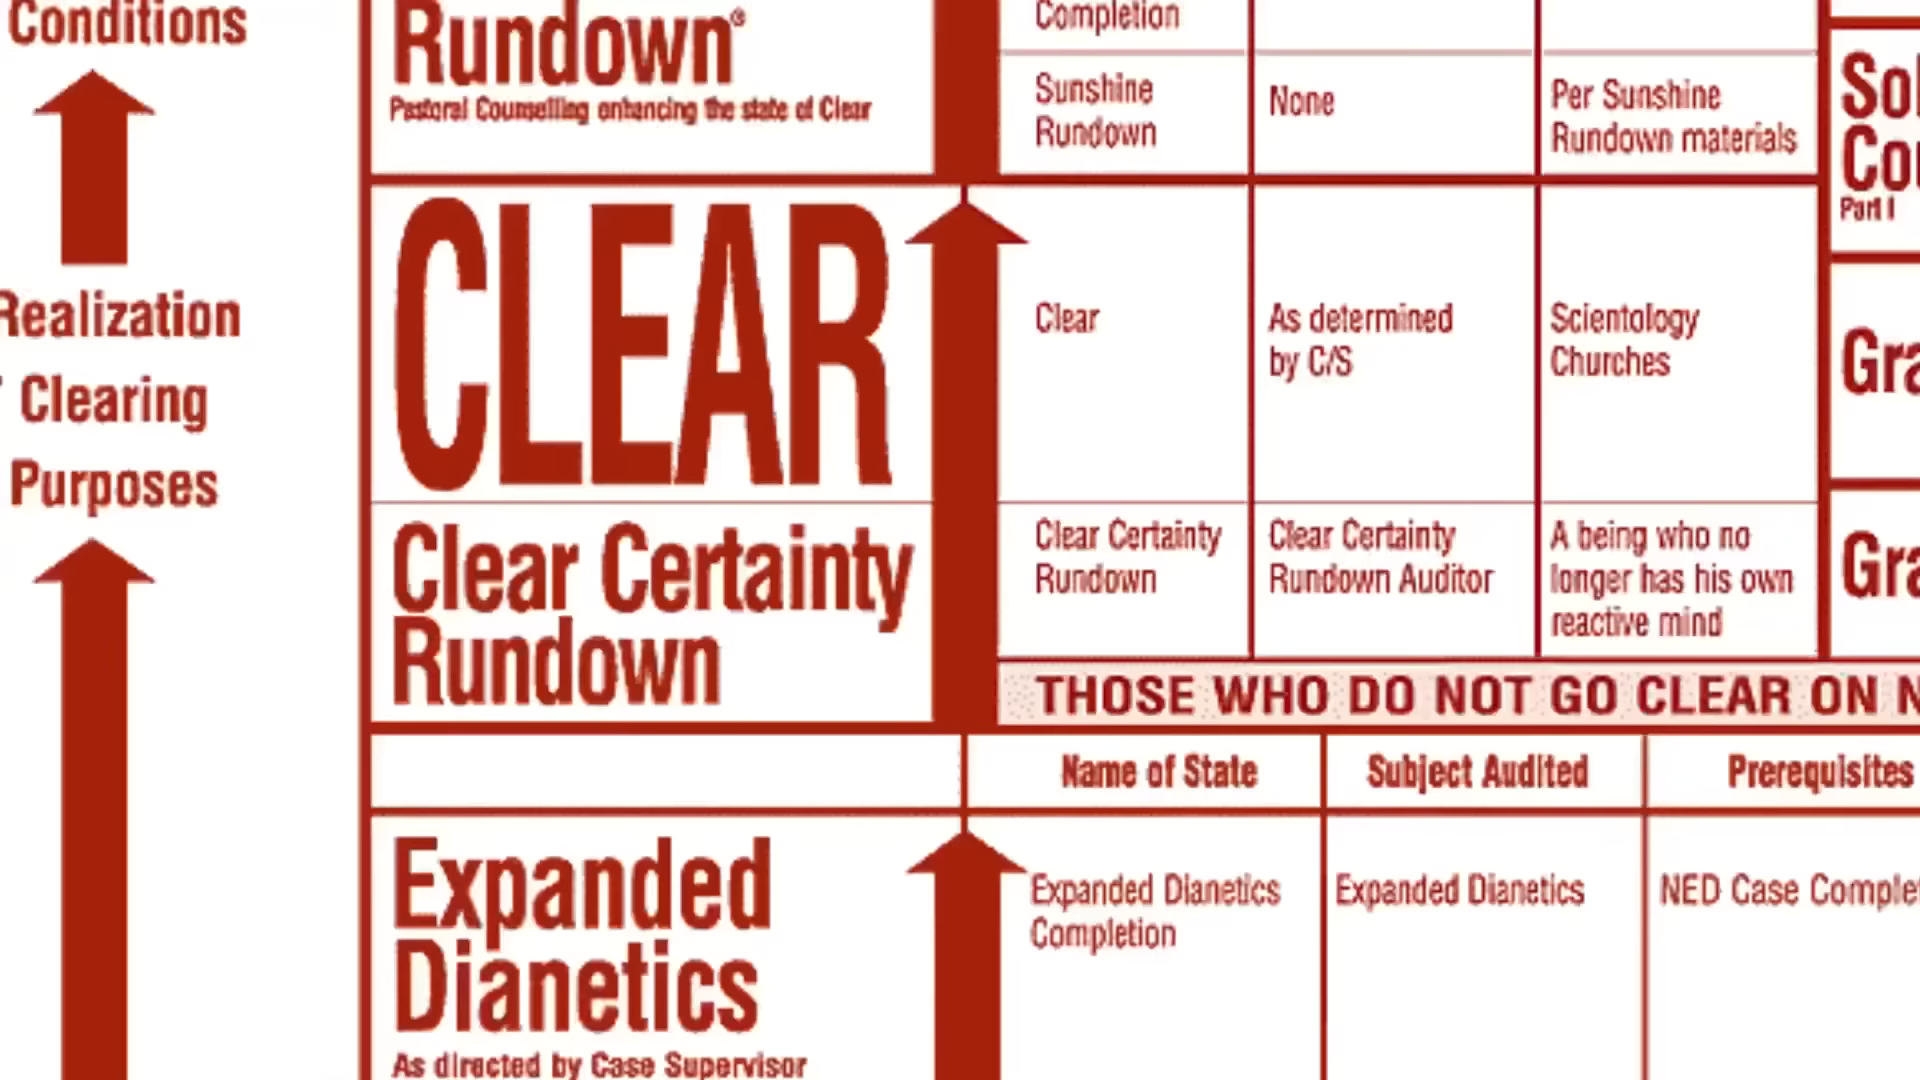 Conditions
Realization
Clearing
Purposes
Rundown®
Pastoral Counselling enhancing the state of Clear
Completion
Sunshine
Rundown
None
Per Sunshine
Rundown materials
CLEAR
Clear
As determined
by C/S
Scientology
Churches
Clear Certainty
Rundown
Clear Certainty
Rundown
Clear Certainty
Rundown Auditor
A being who no
longer has his own
reactive mind
Part I
THOSE WHO DO NOT GO CLEAR ON
Name of State
Subject Audited
Prerequisites
Expanded
Dianetics
As directed by Case Supervisor
Expanded Dianetics
Completion
Expanded Dianetics
NED Case